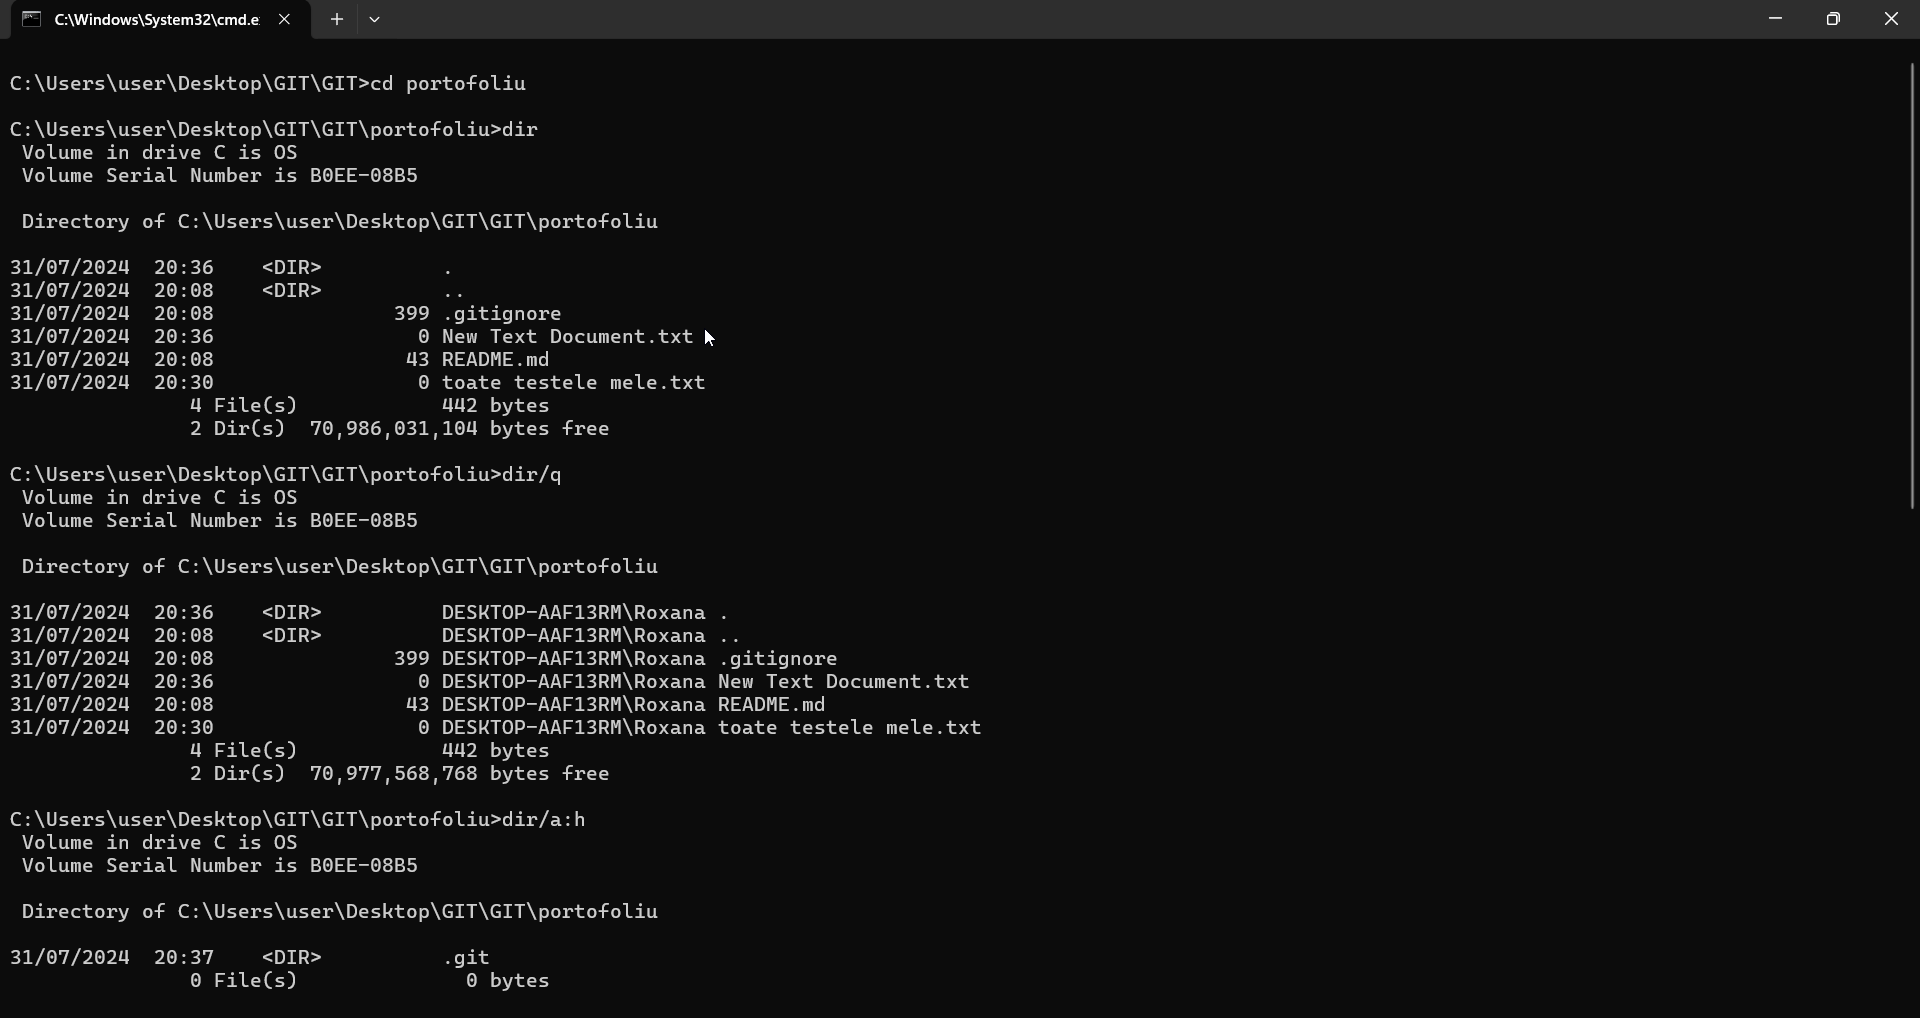 C:\Windows\System32\cmd.e
C:\Users\user\Desktop\GIT\GIT>cd portofoliu
C:\Users\user\Desktop\GIT\GIT\portofoliu>dir
Volume in drive C is OS
Volume Serial Number is B0EE-08B5
Directory of C:\Users\user\Desktop\GIT\GIT\portofoliu
31/07/2024  20:36    <DIR>          .
31/07/2024  20:08    <DIR>          ..
31/07/2024  20:08               399 .gitignore
31/07/2024  20:36                 0 New Text Document.txt
31/07/2024  20:08                43 README.md
31/07/2024  20:30                 0 toate testele mele.txt
4 File(s)            442 bytes
2 Dir(s)  70,986,031,104 bytes free
C:\Users\user\Desktop\GIT\GIT\portofoliu>dir/q
Volume in drive C is OS
Volume Serial Number is B0EE-08B5
Directory of C:\Users\user\Desktop\GIT\GIT\portofoliu
31/07/2024  20:36    <DIR>          DESKTOP-AAF13RM\Roxana .
31/07/2024  20:08    <DIR>          DESKTOP-AAF13RM\Roxana ..
31/07/2024  20:08               399 DESKTOP-AAF13RM\Roxana .gitignore
31/07/2024  20:36                 0 DESKTOP-AAF13RM\Roxana New Text Document.txt
31/07/2024  20:08                43 DESKTOP-AAF13RM\Roxana README.md
31/07/2024  20:30                 0 DESKTOP-AAF13RM\Roxana toate testele mele.txt
4 File(s)            442 bytes
2 Dir(s)  70,977,568,768 bytes free
C:\Users\user\Desktop\GIT\GIT\portofoliu>dir/a:h
Volume in drive C is OS
Volume Serial Number is B0EE-08B5
Directory of C:\Users\user\Desktop\GIT\GIT\portofoliu
31/07/2024  20:37    <DIR>          .git
0 File(s)              0 bytes